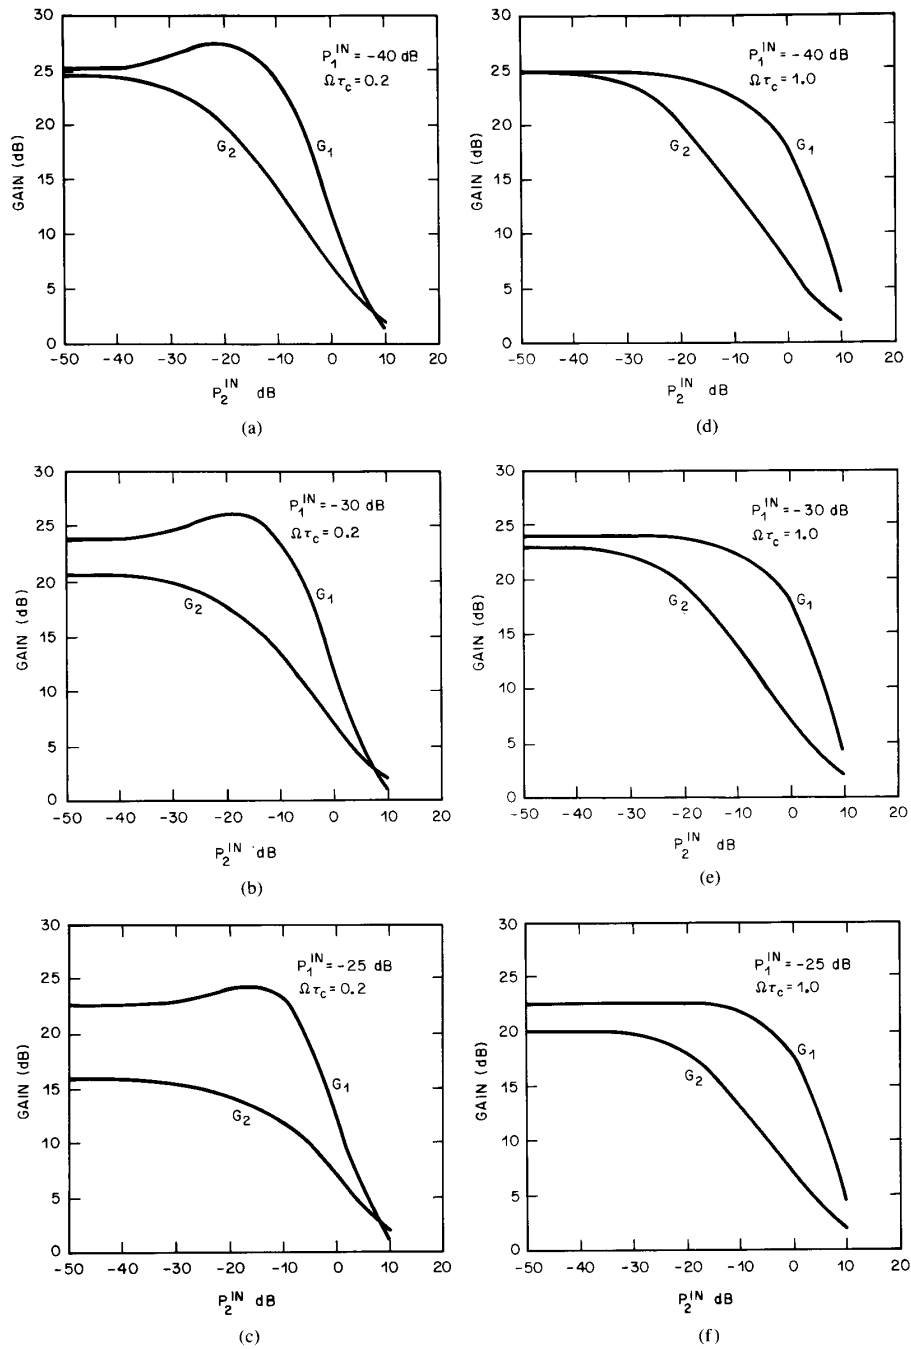 30
25
20
15
10
5
0
GAIN (dB)
P₁ᴵᴺ = -40 dB
Ωτc = 0.2
G₂
G₁
-50 -40 -30 -20 -10 0 10 20
P₂ᴵᴺ dB
(a)
30
25
20
15
10
5
0
GAIN (dB)
P₁ᴵᴺ = -40 dB
Ωτc = 1.0
G₂
G₁
-50 -40 -30 -20 -10 0 10 20
P₂ᴵᴺ dB
(d)
30
25
20
15
10
5
0
GAIN (dB)
P₁ᴵᴺ = -30 dB
Ωτc = 0.2
G₂
G₁
-50 -40 -30 -20 -10 0 10 20
P₂ᴵᴺ dB
(b)
30
25
20
15
10
5
0
GAIN (dB)
P₁ᴵᴺ = -30 dB
Ωτc = 1.0
G₂
G₁
-50 -40 -30 -20 -10 0 10 20
P₂ᴵᴺ dB
(e)
30
25
20
15
10
5
0
GAIN (dB)
P₁ᴵᴺ = -25 dB
Ωτc = 0.2
G₂
G₁
-50 -40 -30 -20 -10 0 10 20
P₂ᴵᴺ dB
(c)
30
25
20
15
10
5
0
GAIN (dB)
P₁ᴵᴺ = -25 dB
Ωτc = 1.0
G₂
G₁
-50 -40 -30 -20 -10 0 10 20
P₂ᴵᴺ dB
(f)